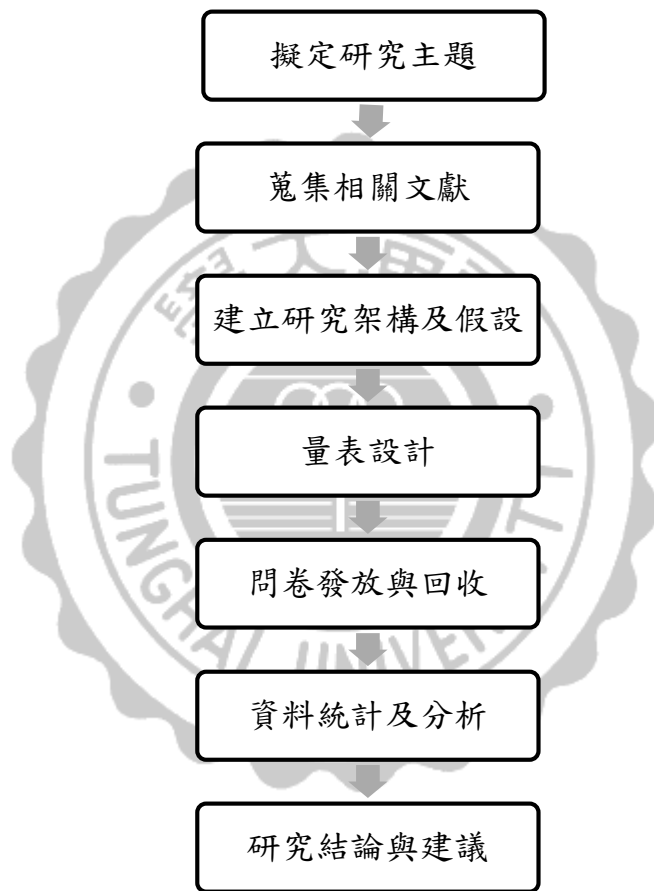 擬定研究主題
蒐集相關文獻
建立研究架構及假設
量表設計
問卷發放與回收
資料統計及分析
研究結論與建議
TUNGHAI UNIVERSITY